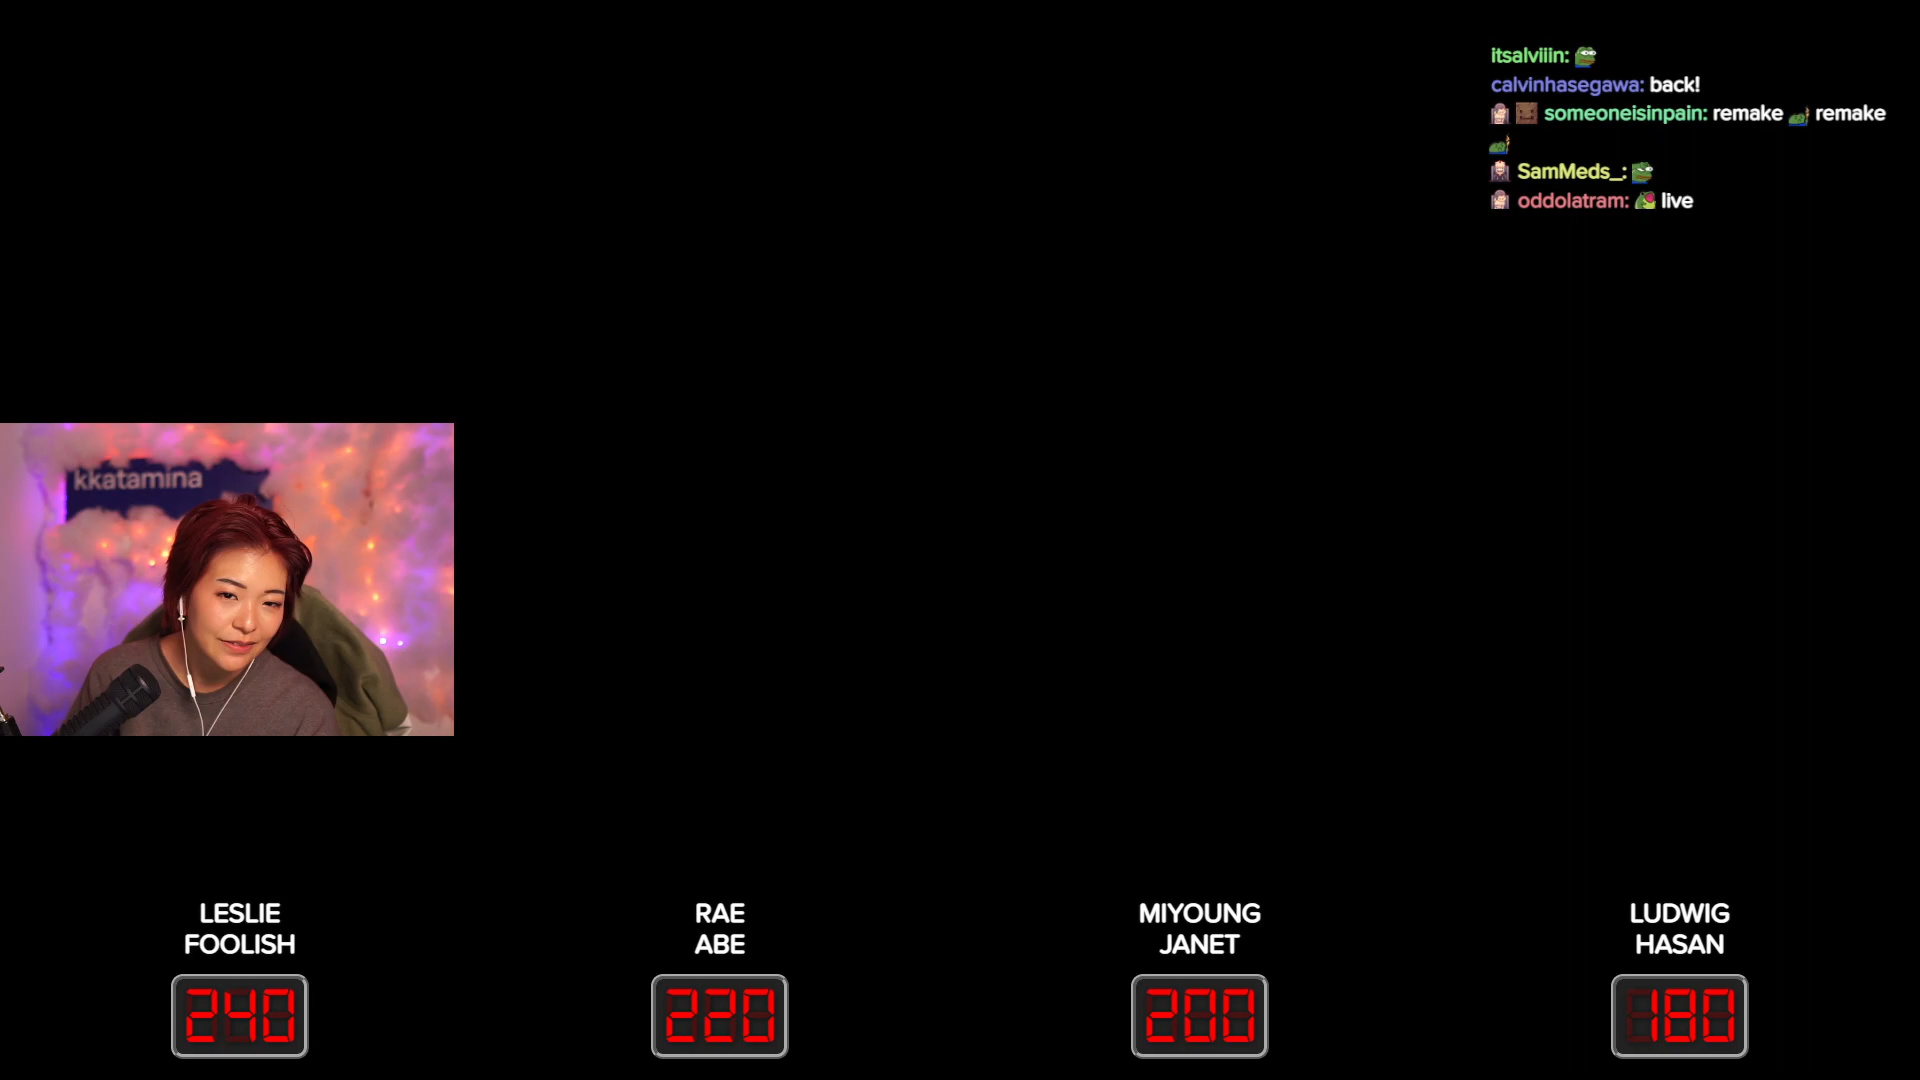 itsalviiin:
calvinhasegawa: back!
someoneisinpain: remake remake
SamMeds_:
oddolatram: live
kkatamina
LESLIE
FOOLISH
RAE
ABE
MIYOUNG
JANET
LUDWIG
HASAN
240
220
200
180